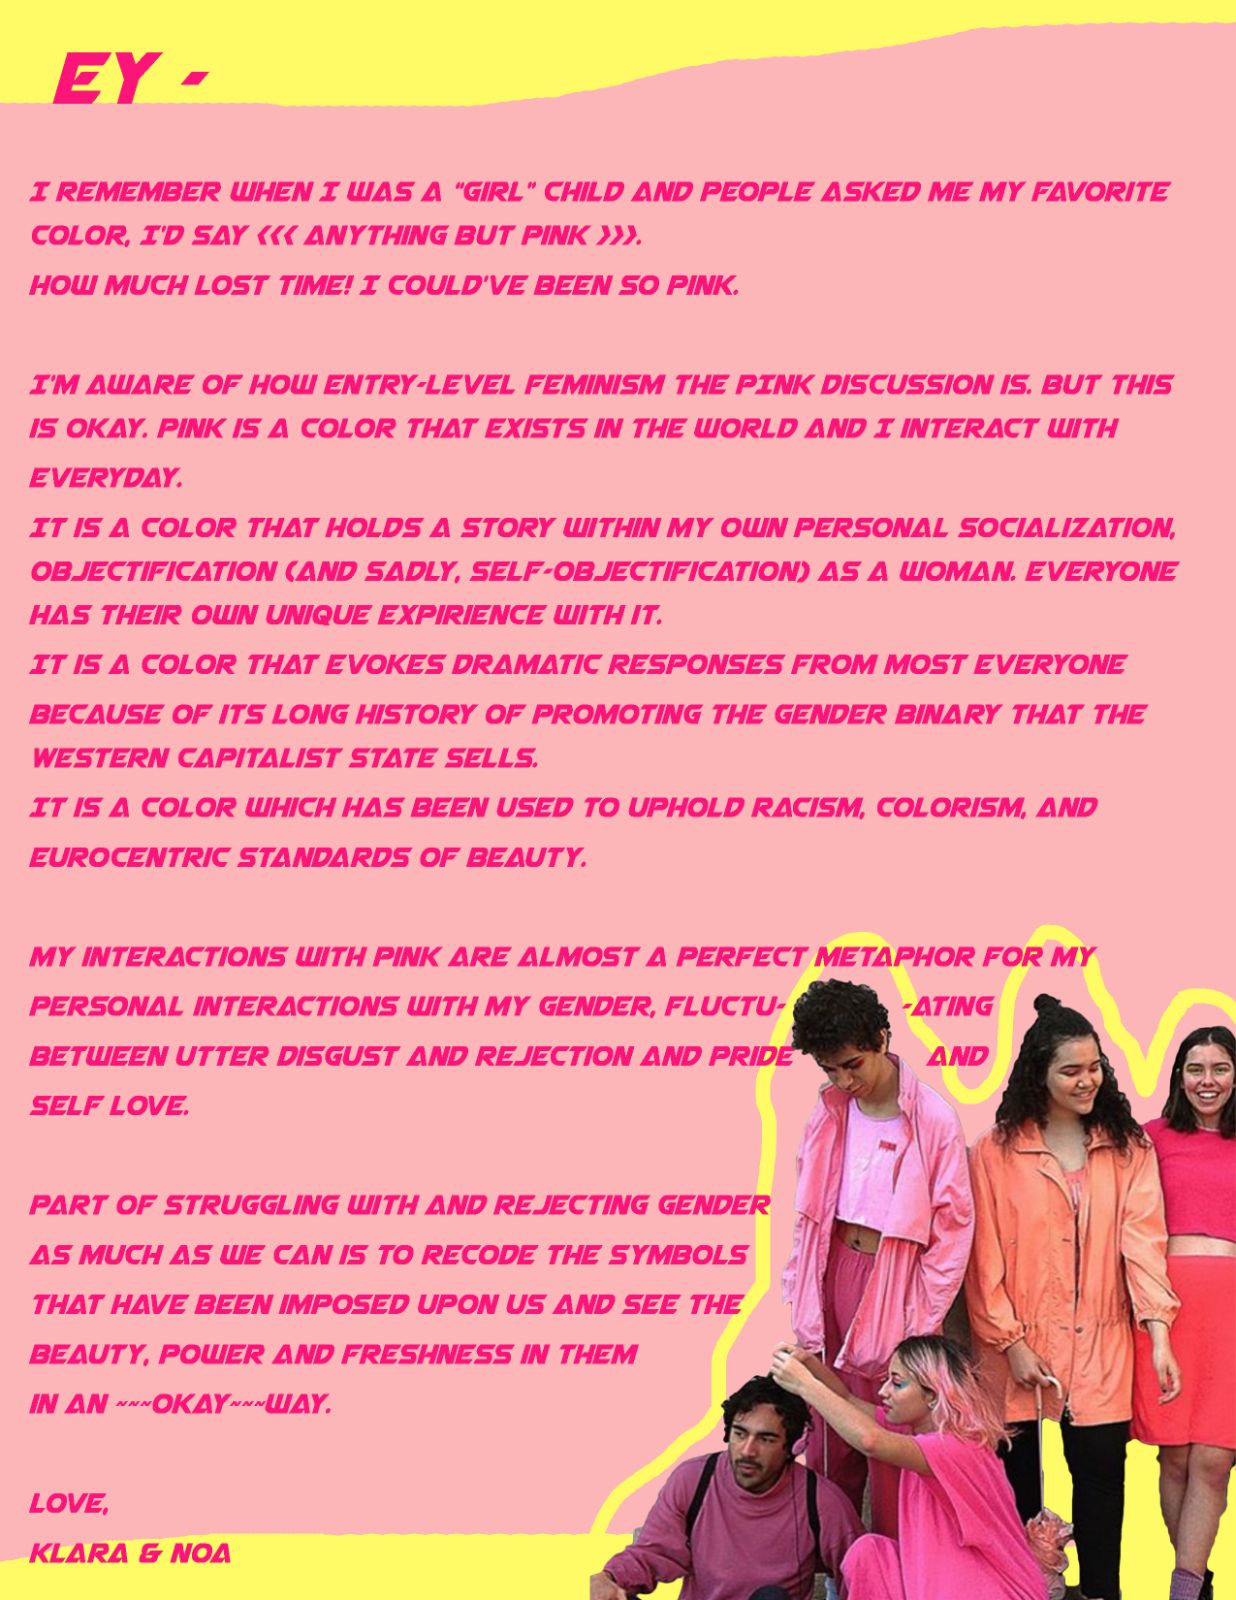 EY -
I REMEMBER WHEN I WAS A "GIRL" CHILD AND PEOPLE ASKED ME MY FAVORITE
COLOR, I'D SAY <<< ANYTHING BUT PINK >>>.
HOW MUCH LOST TIME! I COULD'VE BEEN SO PINK.
I'M AWARE OF HOW ENTRY-LEVEL FEMINISM THE PINK DISCUSSION IS. BUT THIS
IS OKAY. PINK IS A COLOR THAT EXISTS IN THE WORLD AND I INTERACT WITH
EVERYDAY.
IT IS A COLOR THAT HOLDS A STORY WITHIN MY OWN PERSONAL SOCIALIZATION,
OBJECTIFICATION (AND SADLY, SELF-OBJECTIFICATION) AS A WOMAN. EVERYONE
HAS THEIR OWN UNIQUE EXPIRIENCE WITH IT.
IT IS A COLOR THAT EVOKES DRAMATIC RESPONSES FROM MOST EVERYONE
BECAUSE OF ITS LONG HISTORY OF PROMOTING THE GENDER BINARY THAT THE
WESTERN CAPITALIST STATE SELLS.
IT IS A COLOR WHICH HAS BEEN USED TO UPHOLD RACISM, COLORISM, AND
EUROCENTRIC STANDARDS OF BEAUTY.
MY INTERACTIONS WITH PINK ARE ALMOST A PERFECT METAPHOR FOR MY
PERSONAL INTERACTIONS WITH MY GENDER, FLUCTU- -ATING
BETWEEN UTTER DISGUST AND REJECTION AND PRIDE AND
SELF LOVE.
PART OF STRUGGLING WITH AND REJECTING GENDER
AS MUCH AS WE CAN IS TO RECODE THE SYMBOLS
THAT HAVE BEEN IMPOSED UPON US AND SEE THE
BEAUTY, POWER AND FRESHNESS IN THEM
IN AN ~~~OKAY~~~WAY.
LOVE,
KLARA & NOA